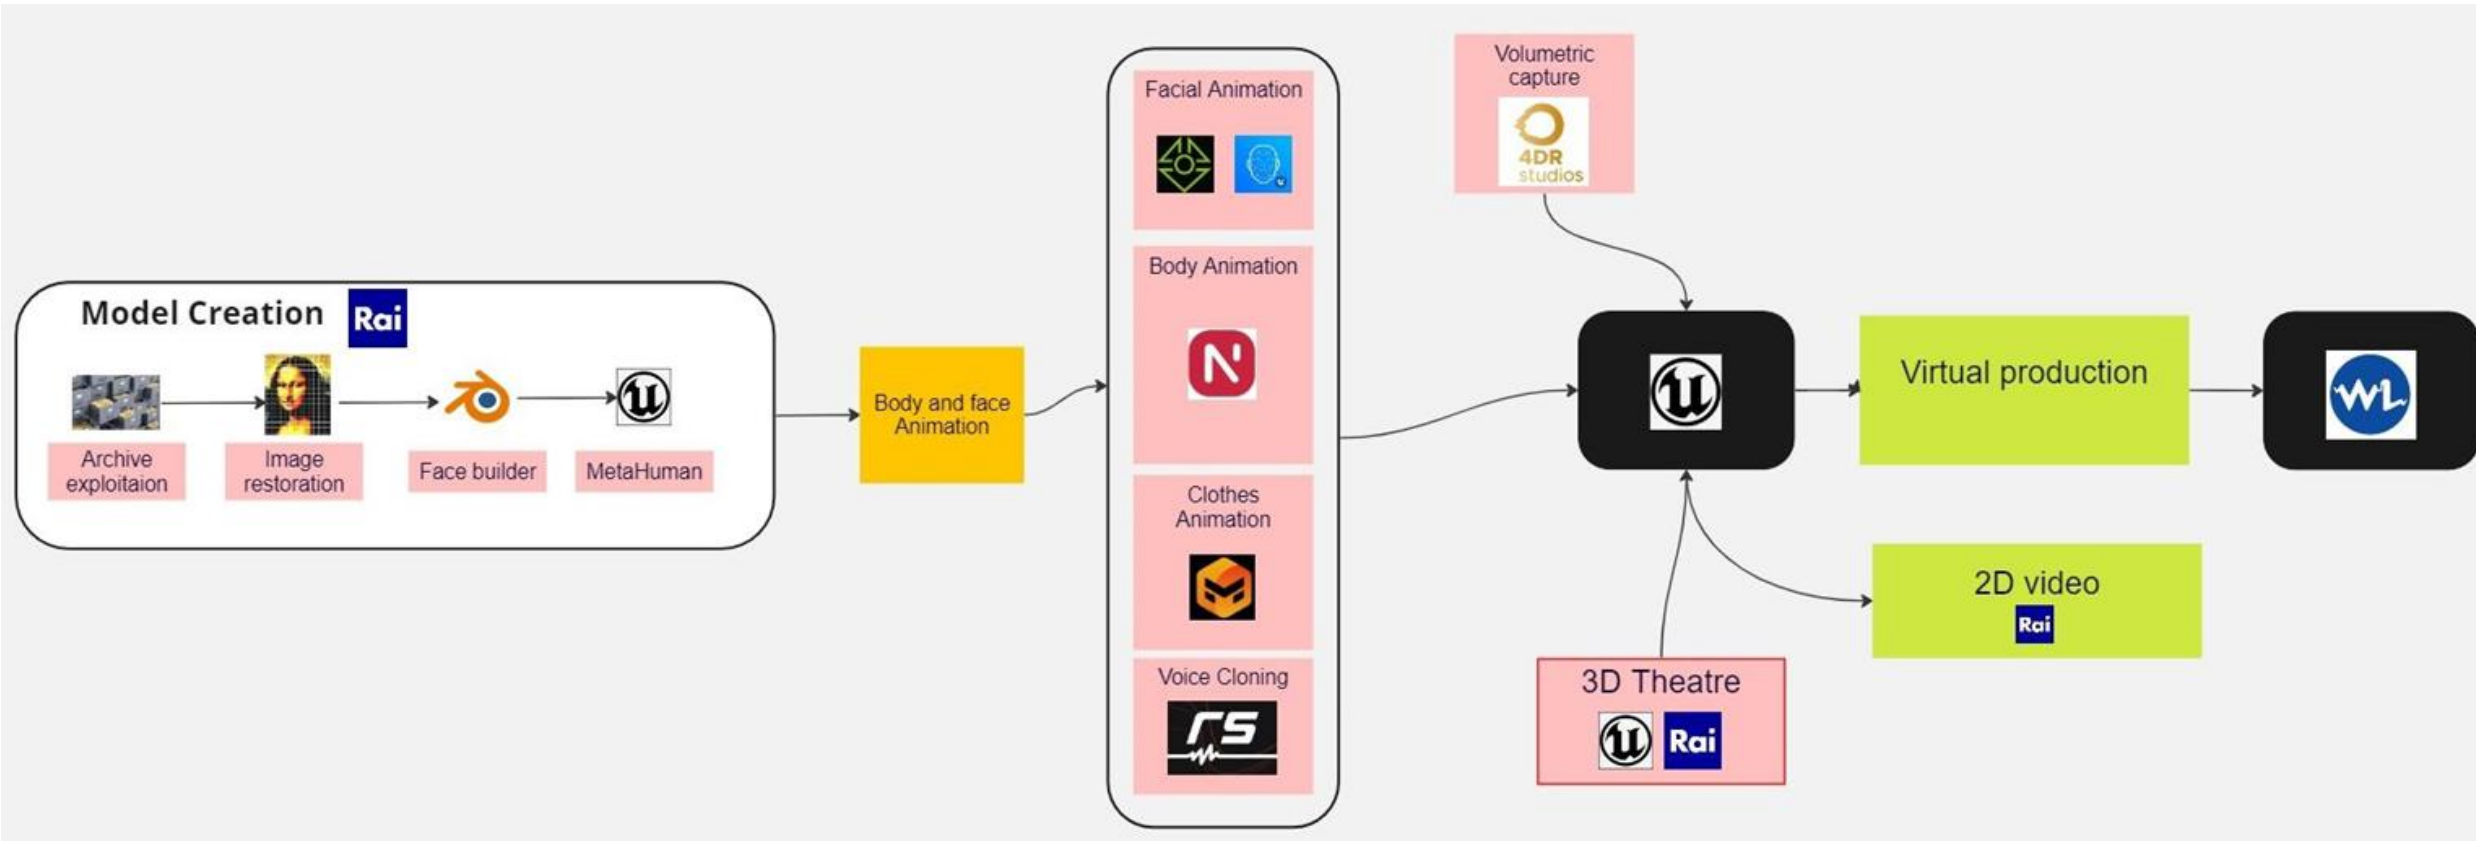 Model Creation
Rai
Archive
exploitaion
Image
restoration
Face builder
MetaHuman
Body and face
Animation
Facial Animation
Body Animation
N
Clothes
Animation
Voice Cloning
rs
Volumetric
capture
4DR
studios
Virtual production
WL
2D video
Rai
3D Theatre
Rai